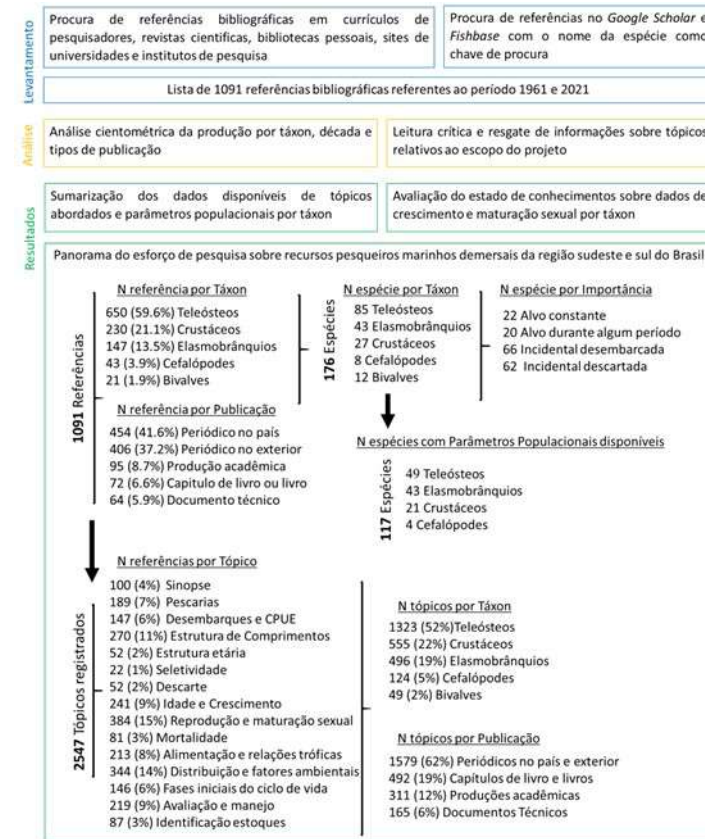 Levantamento
Procura de referências bibliográficas em currículos de
pesquisadores, revistas cientificas, bibliotecas pessoais, sites de
universidades e institutos de pesquisa
Procura de referências no Google Scholar e
Fishbase com o nome da espécie como
chave de procura
Lista de 1091 referências bibliográficas referentes ao período 1961 e 2021
Análise
Análise cientométrica da produção por táxon, década e
tipos de publicação
Leitura crítica e resgate de informações sobre tópicos
relativos ao escopo do projeto
Resultados
Sumarização dos dados disponíveis de tópicos
abordados e parâmetros populacionais por táxon
Avaliação do estado de conhecimentos sobre dados de
crescimento e maturação sexual por táxon
Panorama do esforço de pesquisa sobre recursos pesqueiros marinhos demersais da região sudeste e sul do Brasil
1091 Referências
N referência por Táxon
650 (59.6%) Teleósteos
230 (21.1%) Crustáceos
147 (13.5%) Elasmobrânquios
43 (3.9%) Cefalópodes
21 (1.9%) Bivalves
N referência por Publicação
454 (41.6%) Periódico no país
406 (37.2%) Periódico no exterior
95 (8.7%) Produção acadêmica
72 (6.6%) Capitulo de livro ou livro
64 (5.9%) Documento técnico
176 Espécies
N espécie por Táxon
85 Teleósteos
43 Elasmobrânquios
27 Crustáceos
8 Cefalópodes
12 Bivalves
N espécie por Importância
22 Alvo constante
20 Alvo durante algum período
66 Incidental desembarcada
62 Incidental descartada
N espécies com Parâmetros Populacionais disponíveis
117 Espécies
49 Teleósteos
43 Elasmobrânquios
21 Crustáceos
4 Cefalópodes
2547 Tópicos registrados
N referências por Tópico
100 (4%) Sinopse
189 (7%) Pescarias
147 (6%) Desembarques e CPUE
270 (11%) Estrutura de Comprimentos
52 (2%) Estrutura etária
22 (1%) Seletividade
52 (2%) Descarte
241 (9%) Idade e Crescimento
384 (15%) Reprodução e maturação sexual
81 (3%) Mortalidade
213 (8%) Alimentação e relações tróficas
344 (14%) Distribuição e fatores ambientais
146 (6%) Fases iniciais do ciclo de vida
219 (9%) Avaliação e manejo
87 (3%) Identificação estoques
N tópicos por Táxon
1323 (52%)Teleósteos
555 (22%) Crustáceos
496 (19%) Elasmobrânquios
124 (5%) Cefalópodes
49 (2%) Bivalves
N tópicos por Publicação
1579 (62%) Periódicos no país e exterior
492 (19%) Capítulos de livro e livros
311 (12%) Produções acadêmicas
165 (6%) Documentos Técnicos